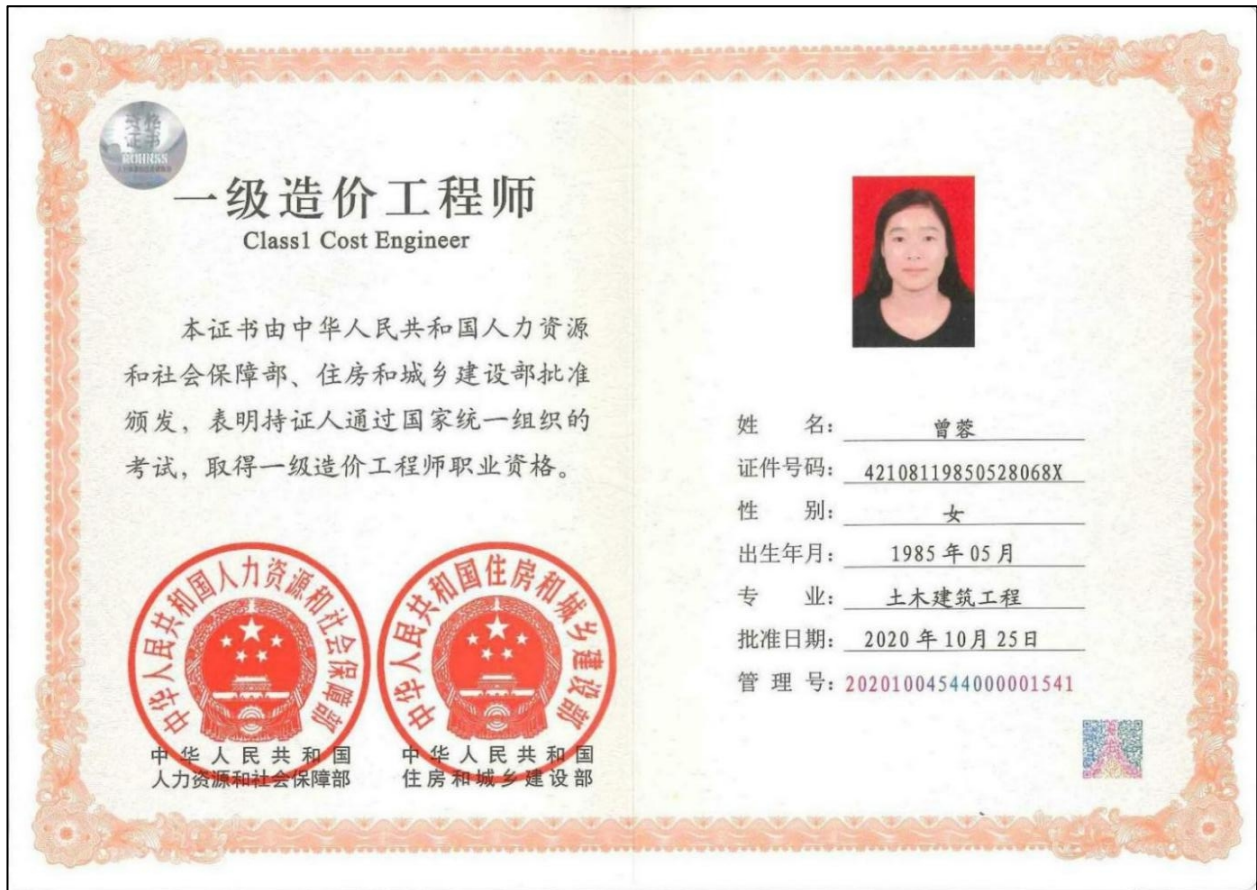 资格
证书
MOHRSS
一级造价工程师
Class1 Cost Engineer
本证书由中华人民共和国人力资源
和社会保障部、住房和城乡建设部批准
颁发，表明持证人通过国家统一组织的
考试，取得一级造价工程师职业资格。
中华人民共和国人力资源和社会保障部
中华人民共和国住房和城乡建设部
中华人民共和国
人力资源和社会保障部
中华人民共和国
住房和城乡建设部
姓 名：曾蓉
证件号码：42108119850528068X
性 别：女
出生年月：1985年05月
专 业：土木建筑工程
批准日期：2020年10月25日
管 理 号：20201004544000001541